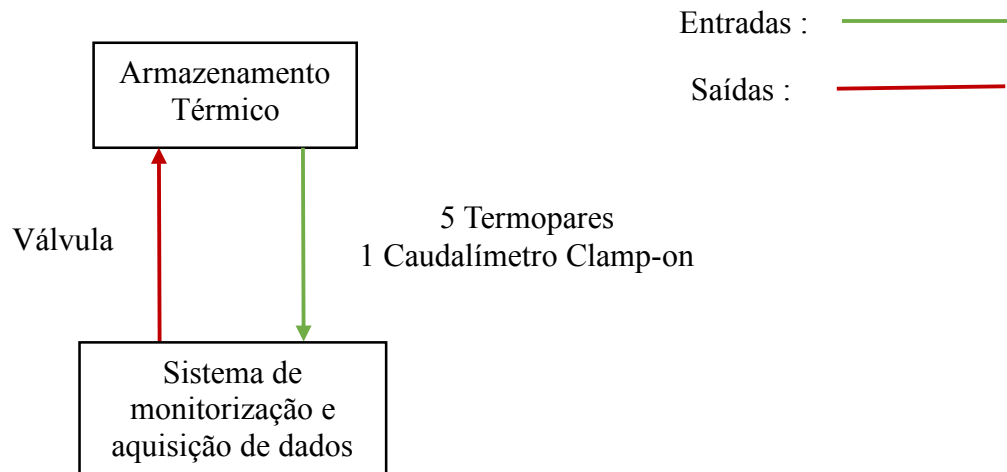 Entradas :
Saídas :
Armazenamento
Térmico
Válvula
5 Termopares
1 Caudalímetro Clamp-on
Sistema de
monitorização e
aquisição de dados